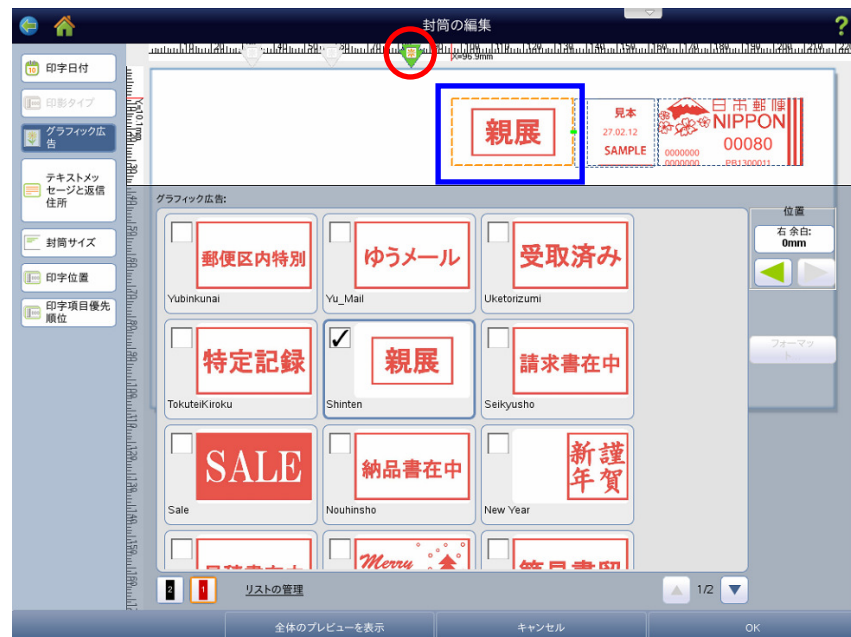 封筒の編集
?
X=96.9mm
Y=10.1mm
印字日付
印影タイプ
グラフィック広
告
テキストメッ
セージと返信
住所
封筒サイズ
印字位置
印字項目優先
順位
親展
見本
27.02.12
SAMPLE
日本郵便
NIPPON
00080
0000000
0000000
PB1300011
グラフィック広告:
郵便区内特別
Yubinkunai
ゆうメール
Yu_Mail
受取済み
Uketorizumi
特定記録
TokuteiKiroku
親展
Shinten
請求書在中
Seikyusho
SALE
Sale
納品書在中
Nouhinsho
謹賀
新年
New Year
Merry
位置
右 余白:
0mm
フォーマッ
ト
2
1
リストの管理
1/2
全体のプレビューを表示
キャンセル
OK